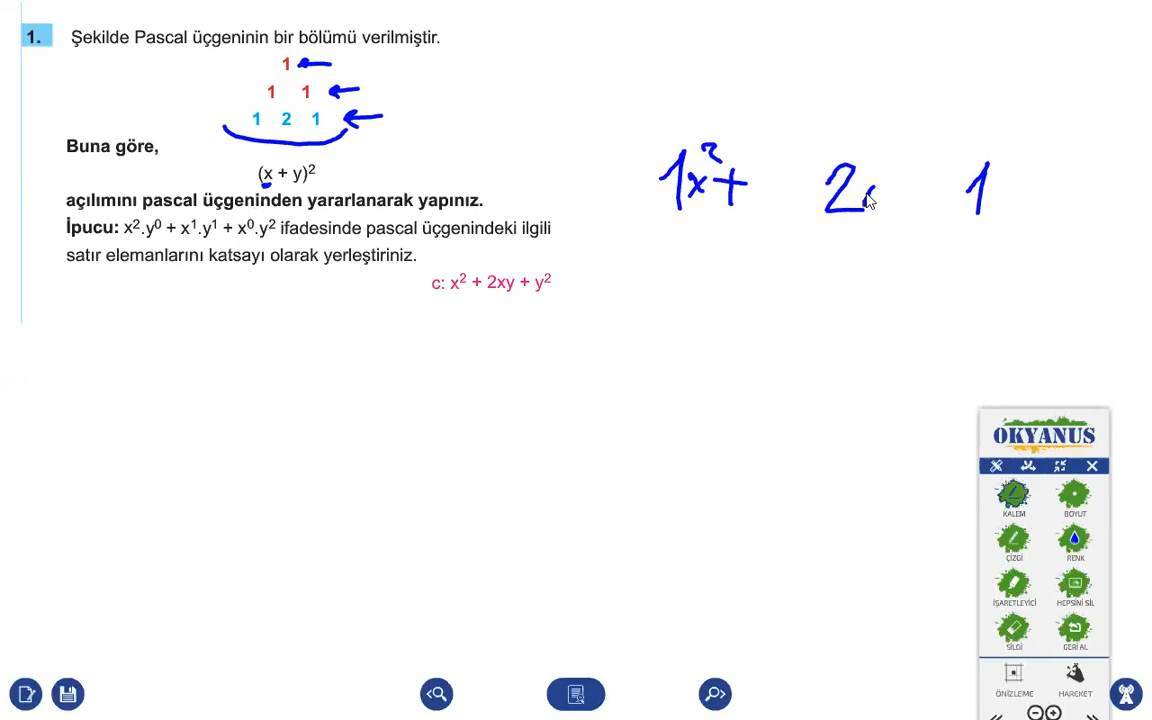 1. Şekilde Pascal üçgeninin bir bölümü verilmiştir.
1
1 1
1 2 1
Buna göre,
(x + y)²
açılımını pascal üçgeninden yararlanarak yapınız.
İpucu: x².y⁰ + x¹.y¹ + x⁰.y² ifadesinde pascal üçgenindeki ilgili
satır elemanlarını katsayı olarak yerleştiriniz.
c: x² + 2xy + y²
1x² + 2 1
OKYANUS
KALEM BOYUT
ÇİZGİ RENK
İŞARETLEYİCİ HEPSİNİ SİL
SİLGİ GERİ AL
ÖNİZLEME HAREKET